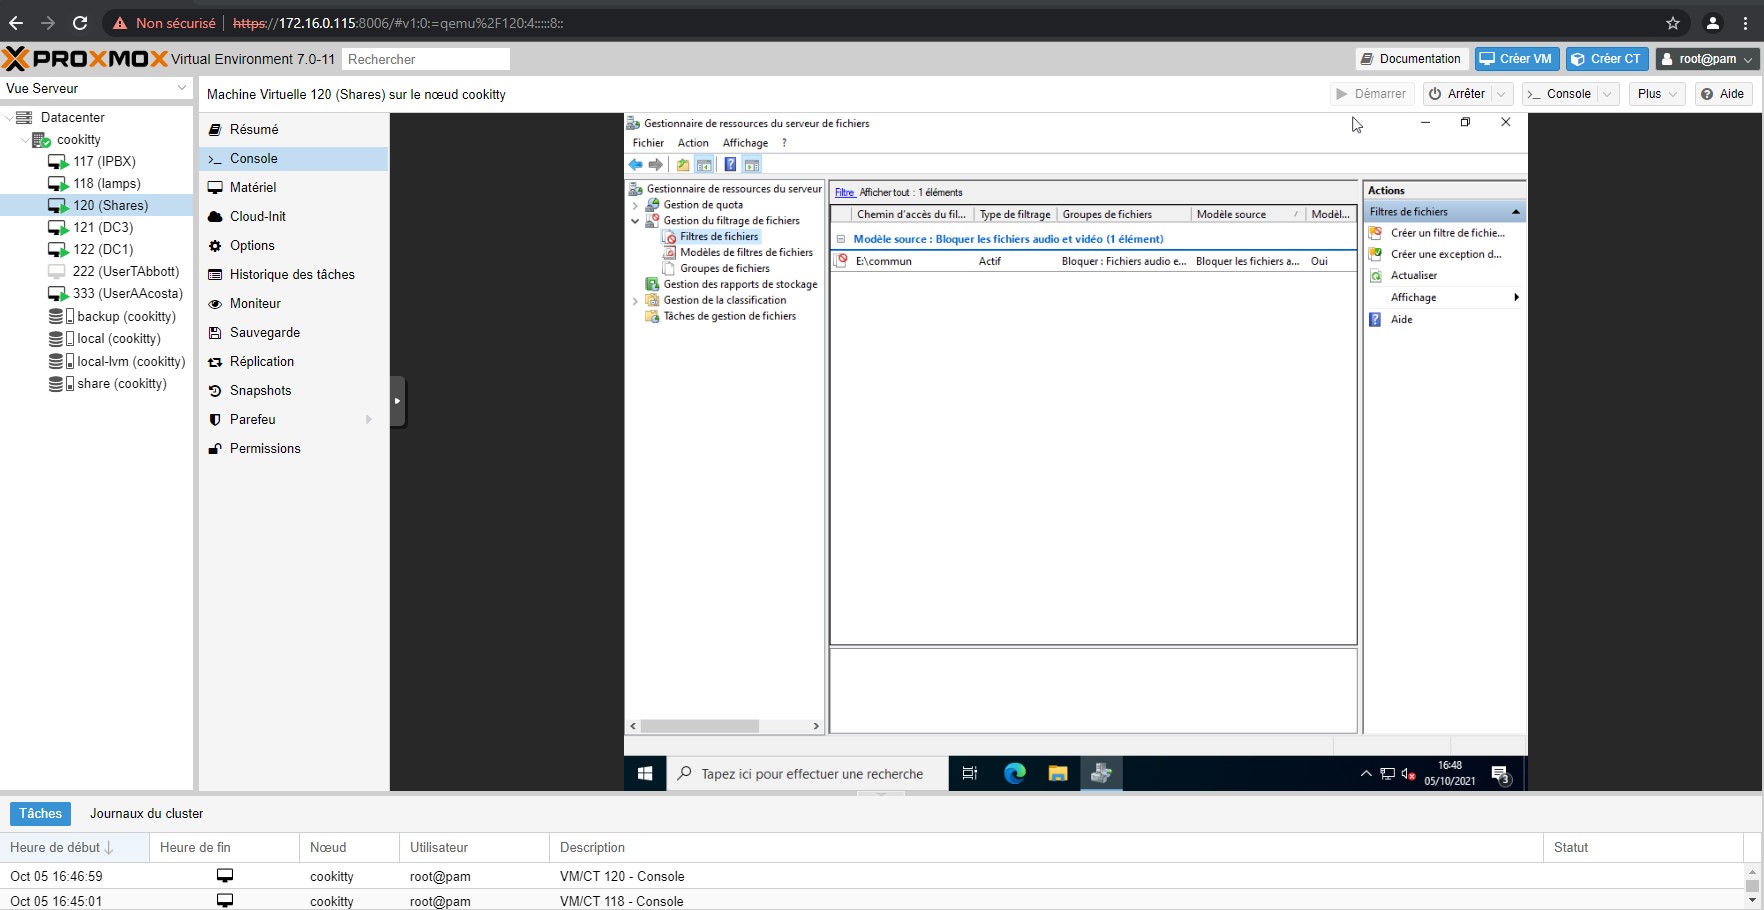 Non sécurisé https://172.16.0.115:8006/#v1:0:=qemu%2F120:4:::::8::
PROXMOX Virtual Environment 7.0-11 Rechercher Documentation Créer VM Créer CT root@pam
Vue Serveur
Machine Virtuelle 120 (Shares) sur le nœud cookitty Démarrer Arrêter >_ Console Plus Aide
Datacenter
cookitty
117 (IPBX)
118 (lamps)
120 (Shares)
121 (DC3)
122 (DC1)
222 (UserTAbbott)
333 (UserAAcosta)
backup (cookitty)
local (cookitty)
local-lvm (cookitty)
share (cookitty)
Résumé
>_ Console
Matériel
Cloud-Init
Options
Historique des tâches
Moniteur
Sauvegarde
Réplication
Snapshots
Parefeu
Permissions
Gestionnaire de ressources du serveur de fichiers
Fichier Action Affichage ?
Gestionnaire de ressources du serveur
Gestion de quota
Gestion du filtrage de fichiers
Filtres de fichiers
Modèles de filtres de fichiers
Groupes de fichiers
Gestion des rapports de stockage
Gestion de la classification
Tâches de gestion de fichiers
Filtre Afficher tout : 1 éléments
Chemin d'accès du fil... Type de filtrage Groupes de fichiers Modèle source Modèl...
Modèle source : Bloquer les fichiers audio et vidéo (1 élément)
E:\commun Actif Bloquer : Fichiers audio e... Bloquer les fichiers a... Oui
Actions
Filtres de fichiers
Créer un filtre de fichie...
Créer une exception d...
Actualiser
Affichage
Aide
Tapez ici pour effectuer une recherche
16:48
05/10/2021
3
Tâches Journaux du cluster
Heure de début Heure de fin Nœud Utilisateur Description Statut
Oct 05 16:46:59 cookitty root@pam VM/CT 120 - Console
Oct 05 16:45:01 cookitty root@pam VM/CT 118 - Console